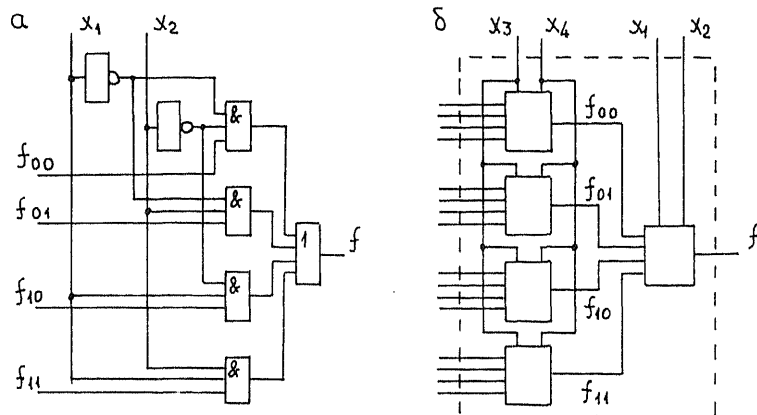 а
x₁
x₂
&
f₀₀
&
f₀₁
1
f
&
f₁₀
&
f₁₁
б
x₃
x₄
x₁
x₂
f₀₀
f₀₁
f
f₁₀
f₁₁